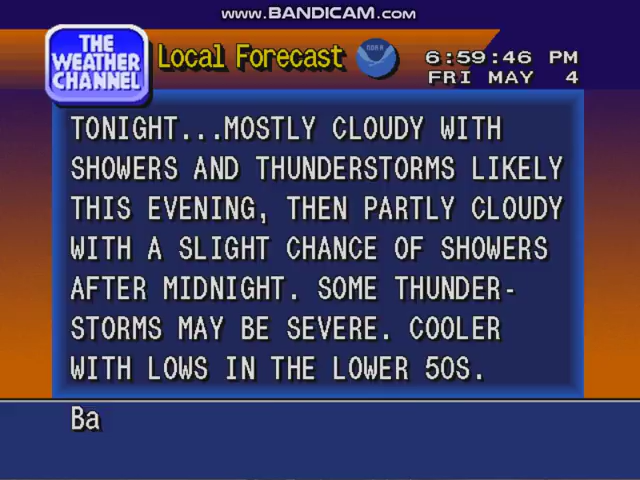 www.BANDICAM.com
THE
WEATHER
CHANNEL
Local Forecast
NOAA
6:59:46 PM
FRI MAY 4
TONIGHT...MOSTLY CLOUDY WITH
SHOWERS AND THUNDERSTORMS LIKELY
THIS EVENING, THEN PARTLY CLOUDY
WITH A SLIGHT CHANCE OF SHOWERS
AFTER MIDNIGHT. SOME THUNDER-
STORMS MAY BE SEVERE. COOLER
WITH LOWS IN THE LOWER 50S.
Ba